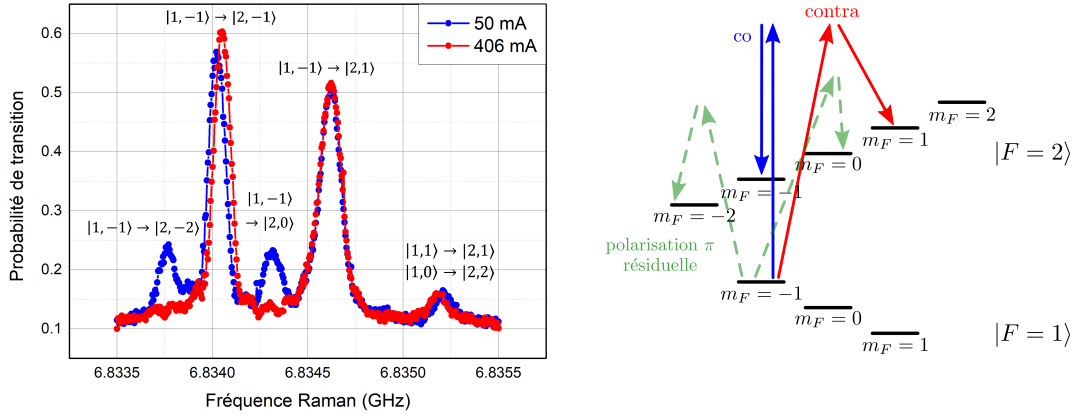 |1, −1⟩ → |2, −1⟩
|1, −1⟩ → |2,1⟩
|1, −1⟩ → |2, −2⟩
|1, −1⟩
→ |2,0⟩
|1,1⟩ → |2,1⟩
|1,0⟩ → |2,2⟩
50 mA
406 mA
0.6
0.5
0.4
0.3
0.2
0.1
Probabilité de transition
6.8335
6.8340
6.8345
6.8350
6.8355
Fréquence Raman (GHz)
co
contra
m_F = 2
m_F = 1
m_F = 0
m_F = −1
m_F = −2
|F = 2⟩
polarisation π
résiduelle
m_F = −1
m_F = 0
m_F = 1
|F = 1⟩